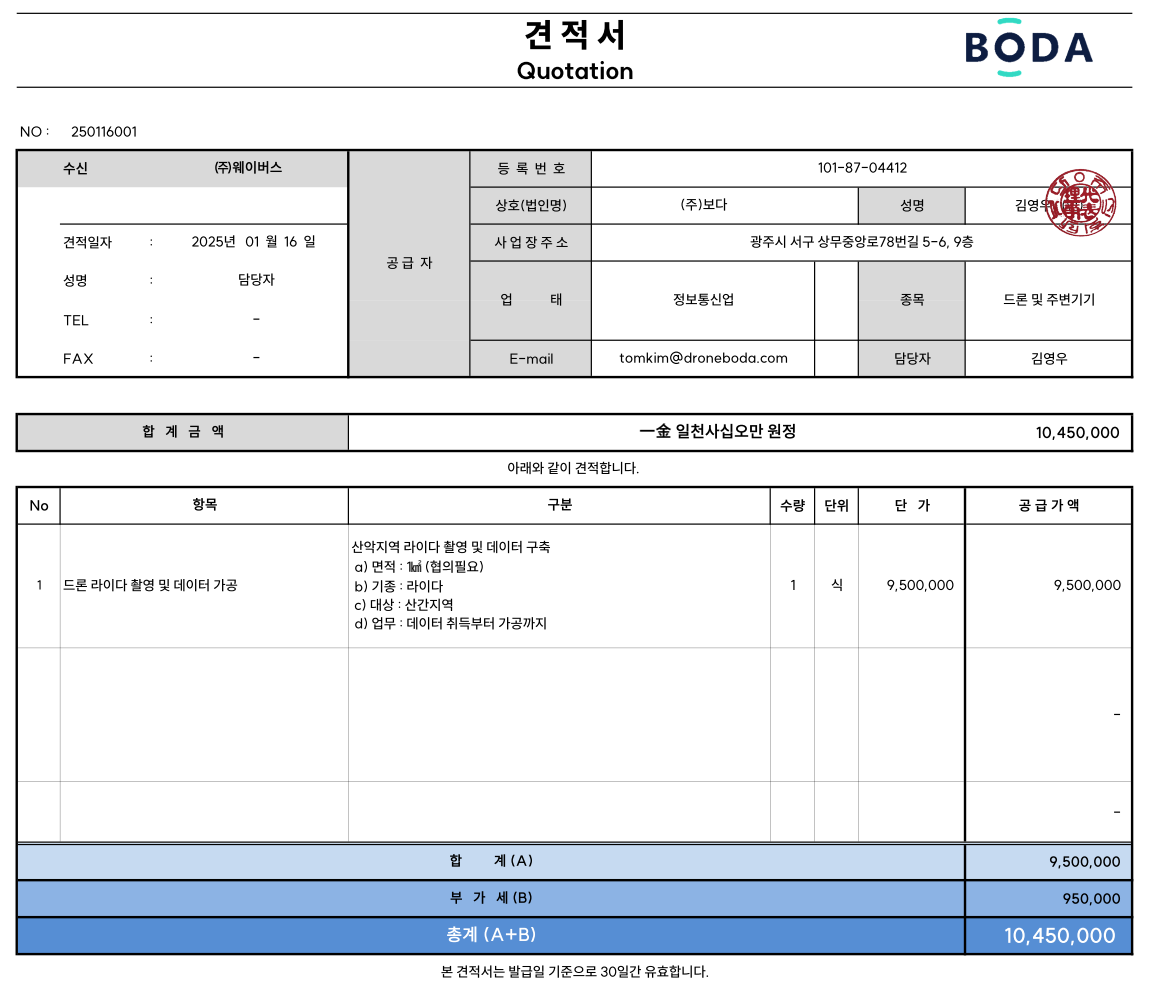 견 적 서
Quotation
BODA
NO : 250116001
수신 (주)웨이버스
견적일자 : 2025년 01 월 16 일
성명 : 담당자
TEL : -
FAX : -
공 급 자
등 록 번 호 101-87-04412
상호(법인명) (주)보다 성명 김영우
사 업 장 주 소 광주시 서구 상무중앙로78번길 5-6, 9층
업 태 정보통신업 종목 드론 및 주변기기
E-mail tomkim@droneboda.com 담당자 김영우
합 계 금 액 一金 일천사십오만 원정 10,450,000
아래와 같이 견적합니다.
No 항목 구분 수량 단위 단 가 공 급 가 액
1 드론 라이다 촬영 및 데이터 가공
산악지역 라이다 촬영 및 데이터 구축
a) 면적 : 1㎢ (협의필요)
b) 기종 : 라이다
c) 대상 : 산간지역
d) 업무 : 데이터 취득부터 가공까지
1 식 9,500,000 9,500,000
-
-
합 계 (A) 9,500,000
부 가 세 (B) 950,000
총계 (A+B) 10,450,000
본 견적서는 발급일 기준으로 30일간 유효합니다.